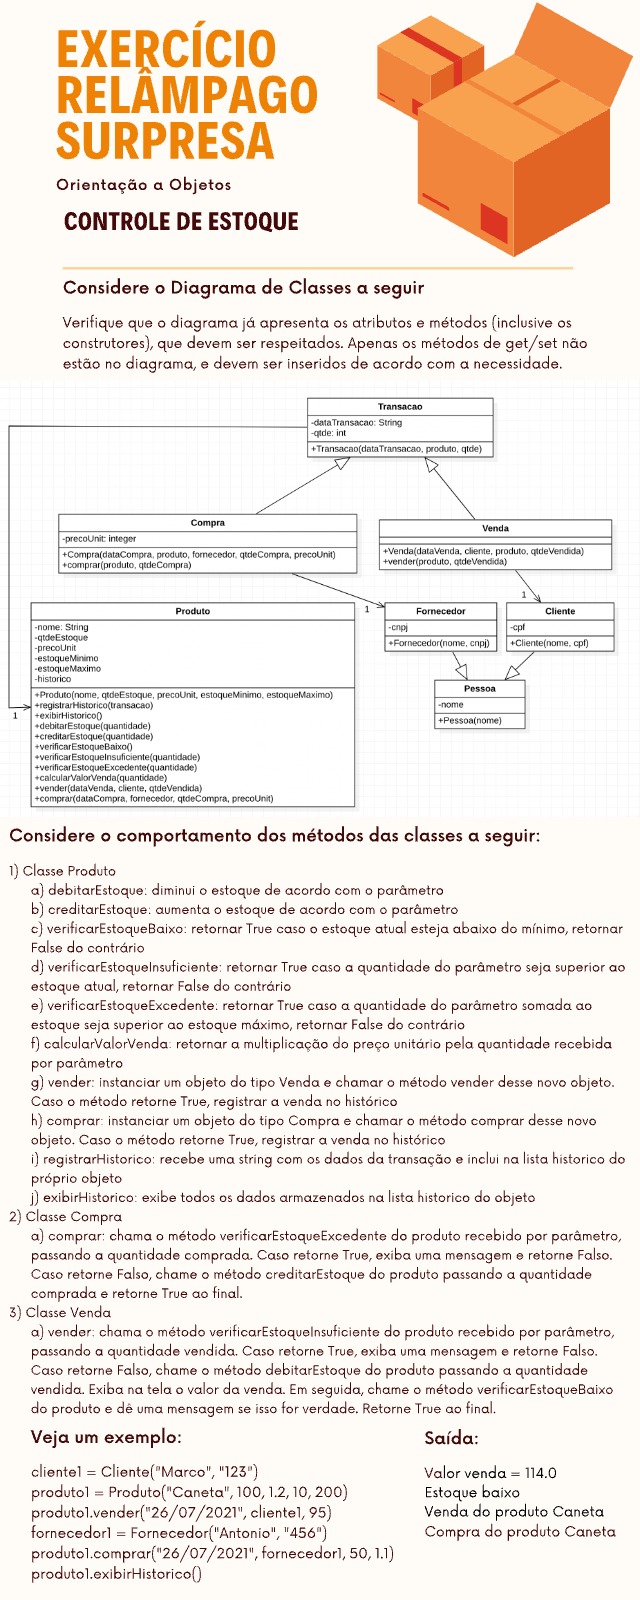 EXERCÍCIO
RELÂMPAGO
SURPRESA
Orientação a Objetos
CONTROLE DE ESTOQUE
Considere o Diagrama de Classes a seguir
Verifique que o diagrama já apresenta os atributos e métodos (inclusive os
construtores), que devem ser respeitados. Apenas os métodos de get/set não
estão no diagrama, e devem ser inseridos de acordo com a necessidade.
Transacao
-dataTransacao: String
-qtde: int
+Transacao(dataTransacao, produto, qtde)
Compra
-precoUnit: integer
+Compra(dataCompra, produto, fornecedor, qtdeCompra, precoUnit)
+comprar(produto, qtdeCompra)
Venda
+Venda(dataVenda, cliente, produto, qtdeVendida)
+vender(produto, qtdeVendida)
1
1
Produto
-nome: String
-qtdeEstoque
-precoUnit
-estoqueMinimo
-estoqueMaximo
-historico
+Produto(nome, qtdeEstoque, precoUnit, estoqueMinimo, estoqueMaximo)
+registrarHistorico(transacao)
+exibirHistorico()
+debitarEstoque(quantidade)
+creditarEstoque(quantidade)
+verificarEstoqueBaixo()
+verificarEstoqueInsuficiente(quantidade)
+verificarEstoqueExcedente(quantidade)
+calcularValorVenda(quantidade)
+vender(dataVenda, cliente, qtdeVendida)
+comprar(dataCompra, fornecedor, qtdeCompra, precoUnit)
1
Fornecedor
-cnpj
+Fornecedor(nome, cnpj)
Cliente
-cpf
+Cliente(nome, cpf)
Pessoa
-nome
+Pessoa(nome)
Considere o comportamento dos métodos das classes a seguir:
1) Classe Produto
a) debitarEstoque: diminui o estoque de acordo com o parâmetro
b) creditarEstoque: aumenta o estoque de acordo com o parâmetro
c) verificarEstoqueBaixo: retornar True caso o estoque atual esteja abaixo do mínimo, retornar
False do contrário
d) verificarEstoqueInsuficiente: retornar True caso a quantidade do parâmetro seja superior ao
estoque atual, retornar False do contrário
e) verificarEstoqueExcedente: retornar True caso a quantidade do parâmetro somada ao
estoque seja superior ao estoque máximo, retornar False do contrário
f) calcularValorVenda: retornar a multiplicação do preço unitário pela quantidade recebida
por parâmetro
g) vender: instanciar um objeto do tipo Venda e chamar o método vender desse novo objeto.
Caso o método retorne True, registrar a venda no histórico
h) comprar: instanciar um objeto do tipo Compra e chamar o método comprar desse novo
objeto. Caso o método retorne True, registrar a venda no histórico
i) registrarHistorico: recebe uma string com os dados da transação e inclui na lista historico do
próprio objeto
j) exibirHistorico: exibe todos os dados armazenados na lista historico do objeto
2) Classe Compra
a) comprar: chama o método verificarEstoqueExcedente do produto recebido por parâmetro,
passando a quantidade comprada. Caso retorne True, exiba uma mensagem e retorne Falso.
Caso retorne Falso, chame o método creditarEstoque do produto passando a quantidade
comprada e retorne True ao final.
3) Classe Venda
a) vender: chama o método verificarEstoqueInsuficiente do produto recebido por parâmetro,
passando a quantidade vendida. Caso retorne True, exiba uma mensagem e retorne Falso.
Caso retorne Falso, chame o método debitarEstoque do produto passando a quantidade
vendida. Exiba na tela o valor da venda. Em seguida, chame o método verificarEstoqueBaixo
do produto e dê uma mensagem se isso for verdade. Retorne True ao final.
Veja um exemplo:
cliente1 = Cliente("Marco", "123")
produto1 = Produto("Caneta", 100, 1.2, 10, 200)
produto1.vender("26/07/2021", cliente1, 95)
fornecedor1 = Fornecedor("Antonio", "456")
produto1.comprar("26/07/2021", fornecedor1, 50, 1.1)
produto1.exibirHistorico()
Saída:
Valor venda = 114.0
Estoque baixo
Venda do produto Caneta
Compra do produto Caneta